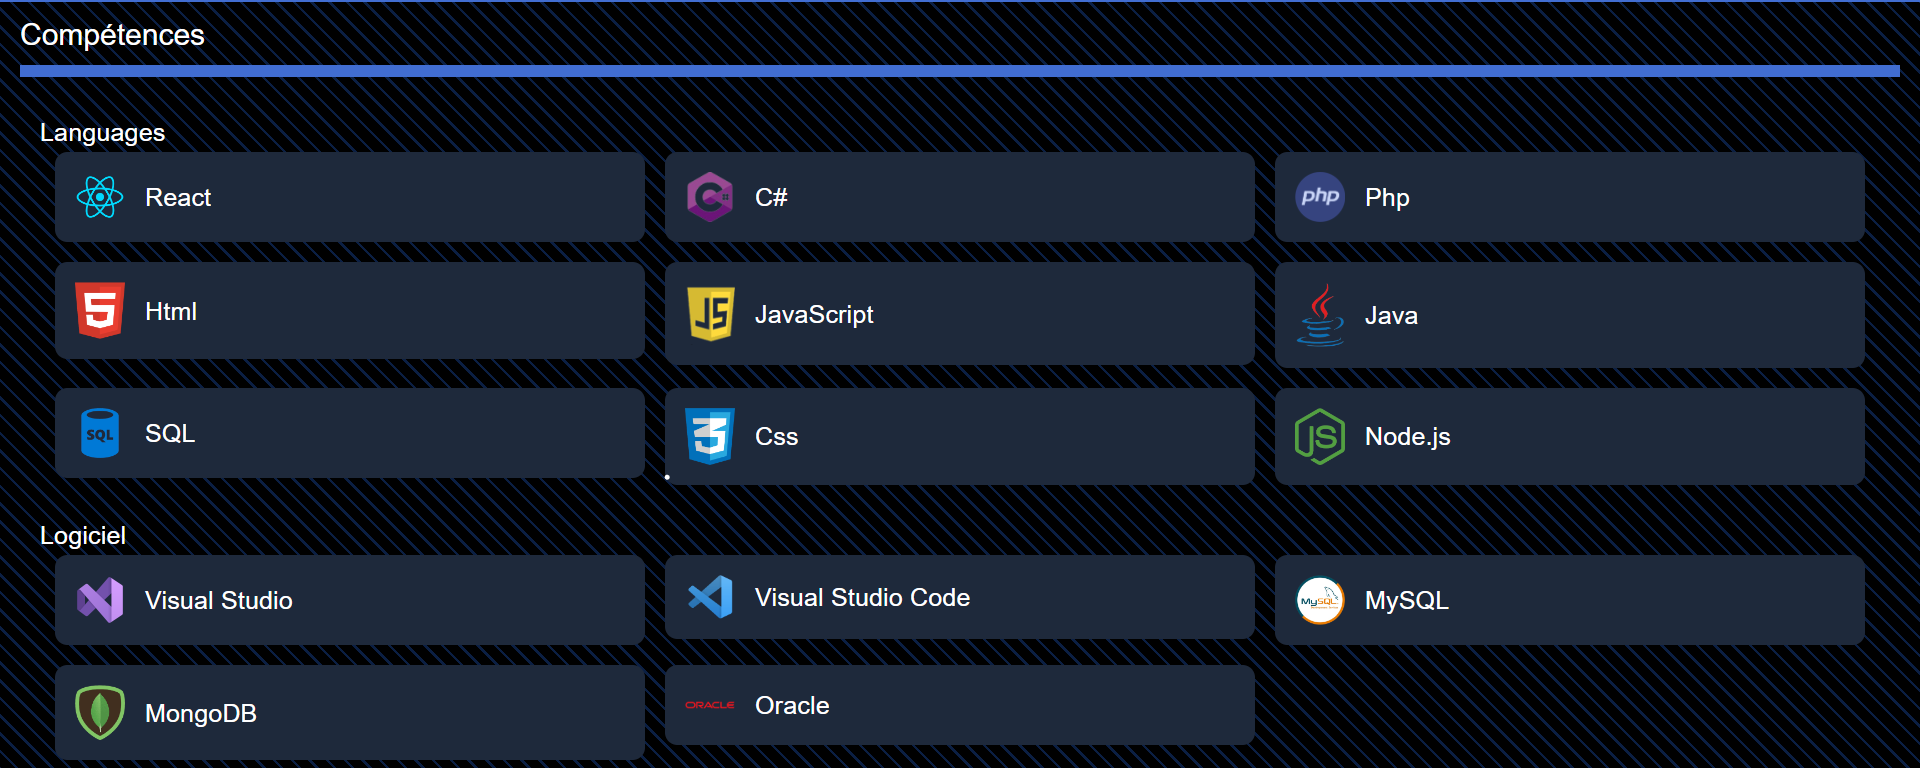 Compétences
Languages
React
C#
php Php
Html
JS JavaScript
Java
SQL SQL
Css
JS Node.js
Logiciel
Visual Studio
Visual Studio Code
MySQL MySQL
MongoDB
ORACLE Oracle